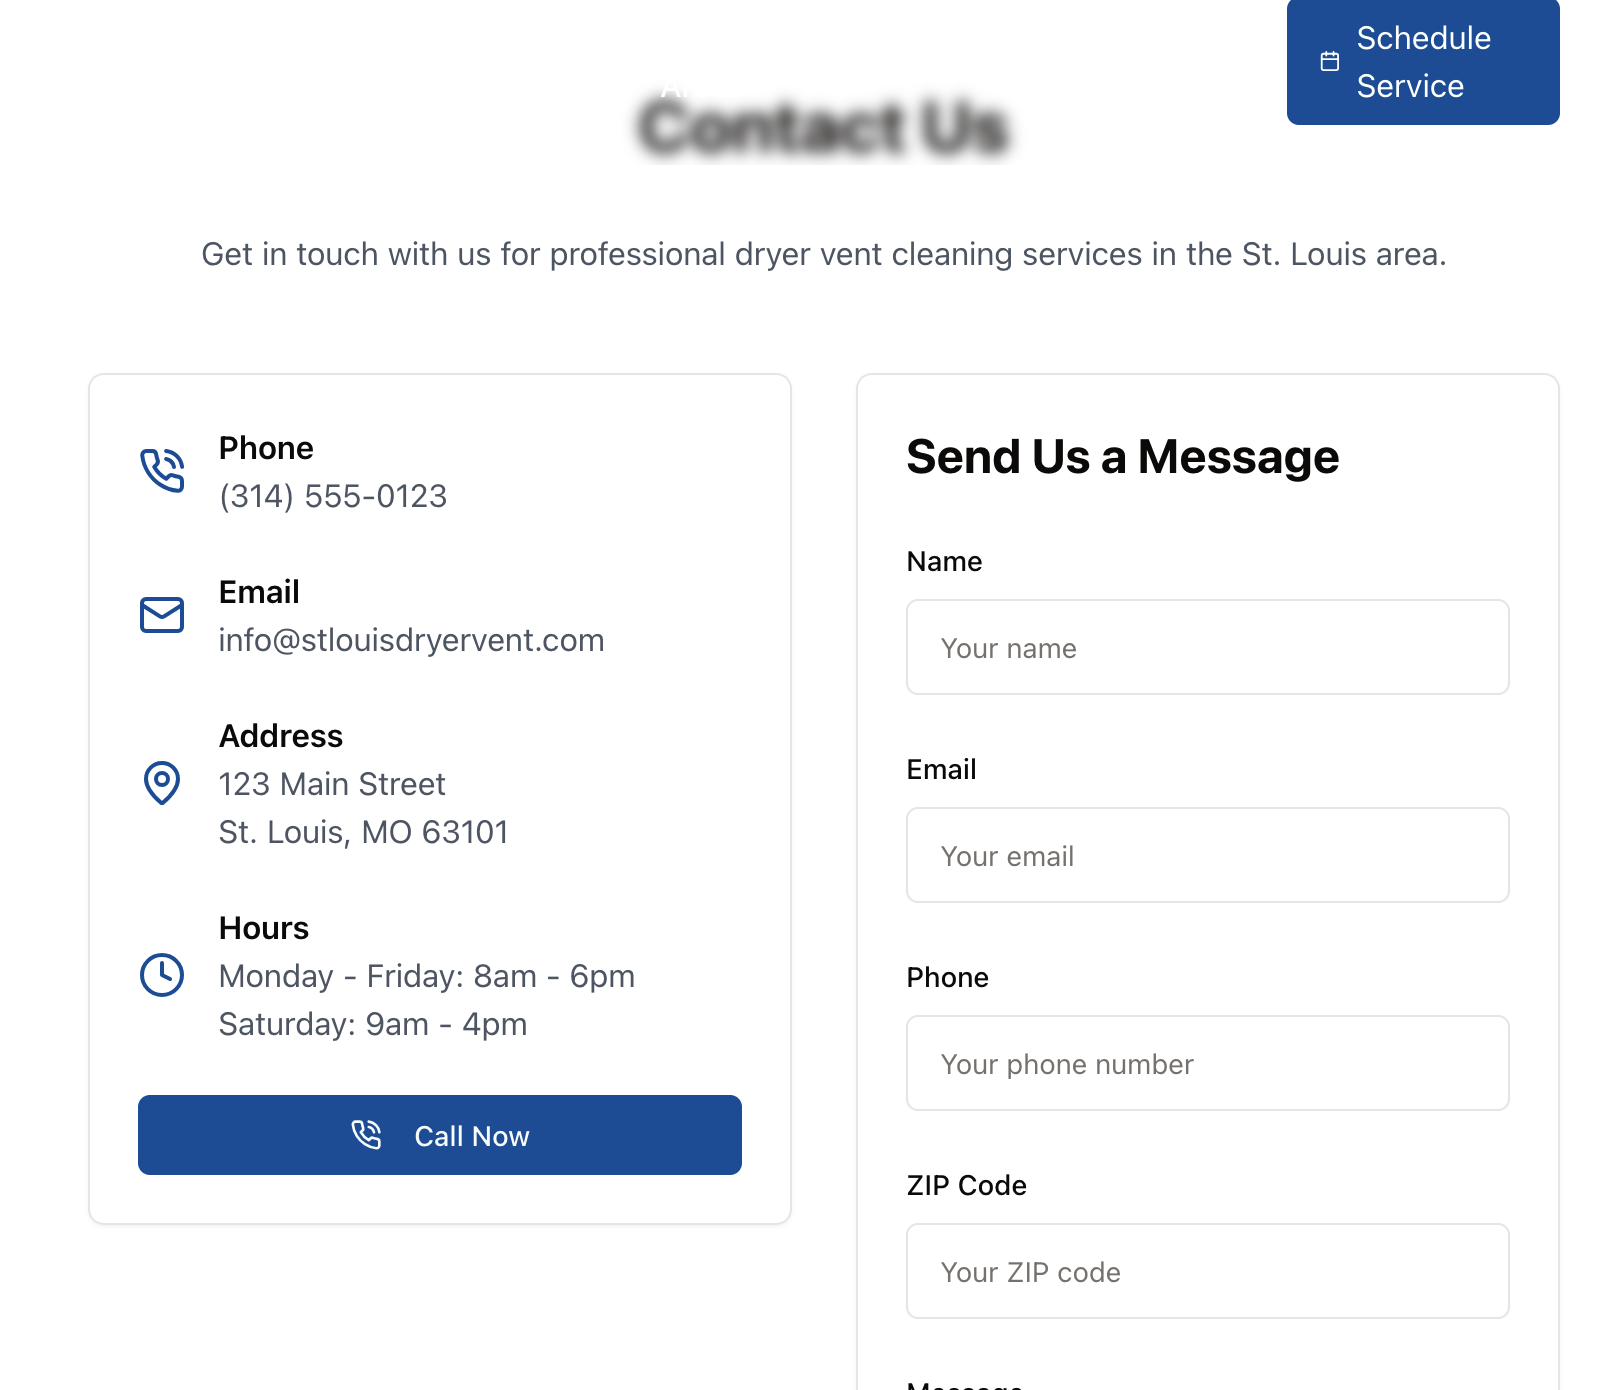 Schedule
Service
Contact Us
Get in touch with us for professional dryer vent cleaning services in the St. Louis area.
Phone
(314) 555-0123
Email
info@stlouisdryervent.com
Address
123 Main Street
St. Louis, MO 63101
Hours
Monday - Friday: 8am - 6pm
Saturday: 9am - 4pm
Call Now
Send Us a Message
Name
Your name
Email
Your email
Phone
Your phone number
ZIP Code
Your ZIP code
Message